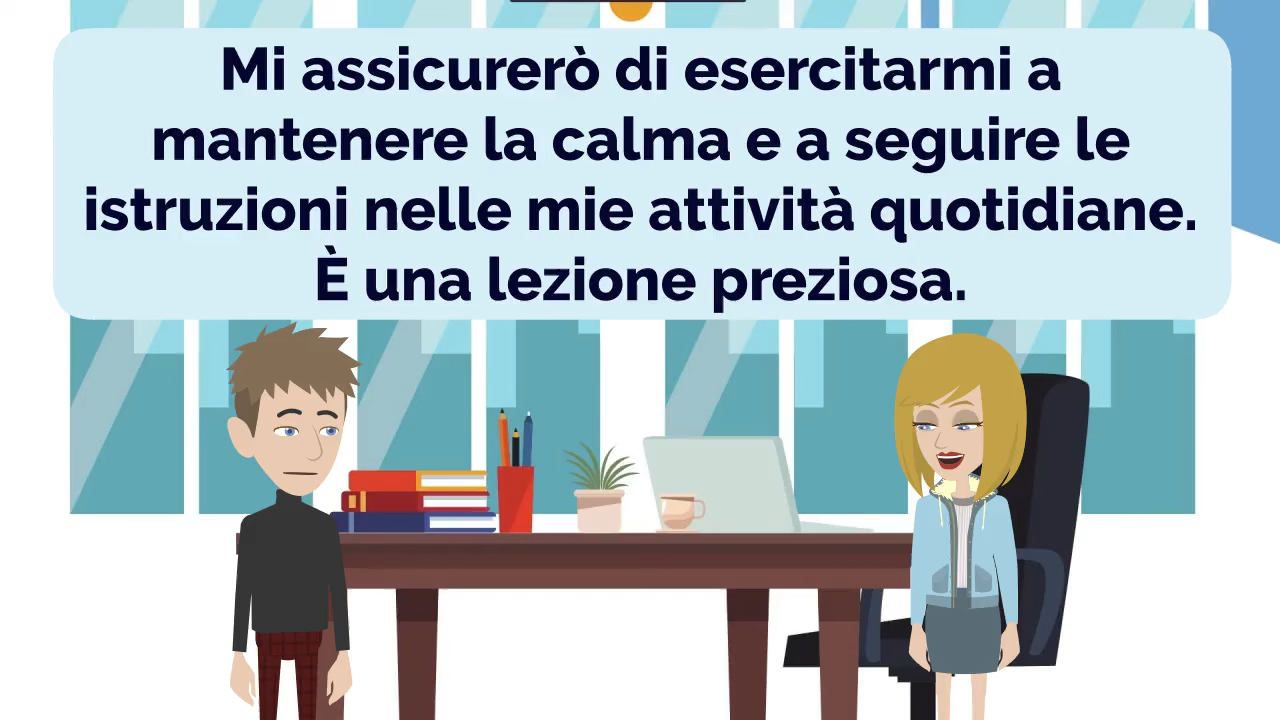 Mi assicurerò di esercitarmi a
mantenere la calma e a seguire le
istruzioni nelle mie attività quotidiane.
È una lezione preziosa.